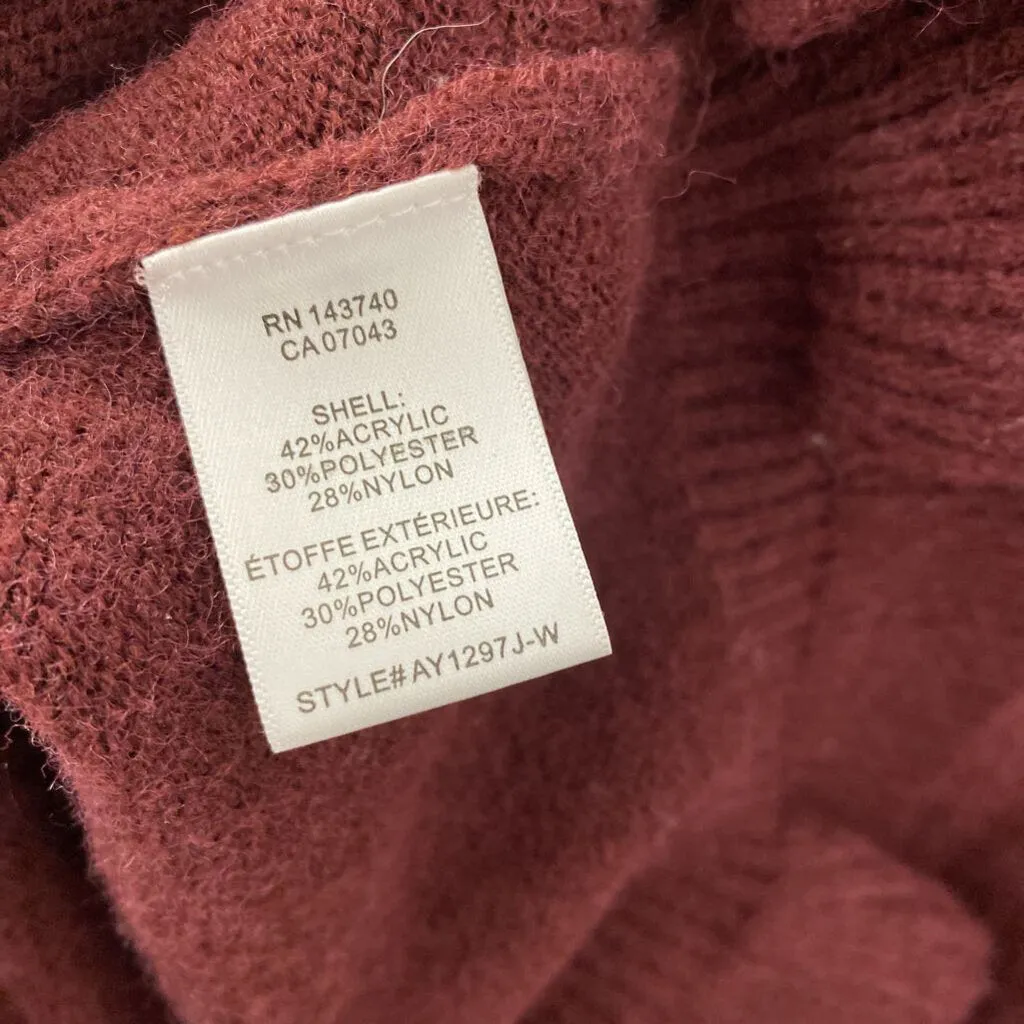 RN 143740
CA 07043
SHELL:
42%ACRYLIC
30%POLYESTER
28%NYLON
ÉTOFFE EXTÉRIEURE:
42%ACRYLIC
30%POLYESTER
28%NYLON
STYLE# AY1297J-W